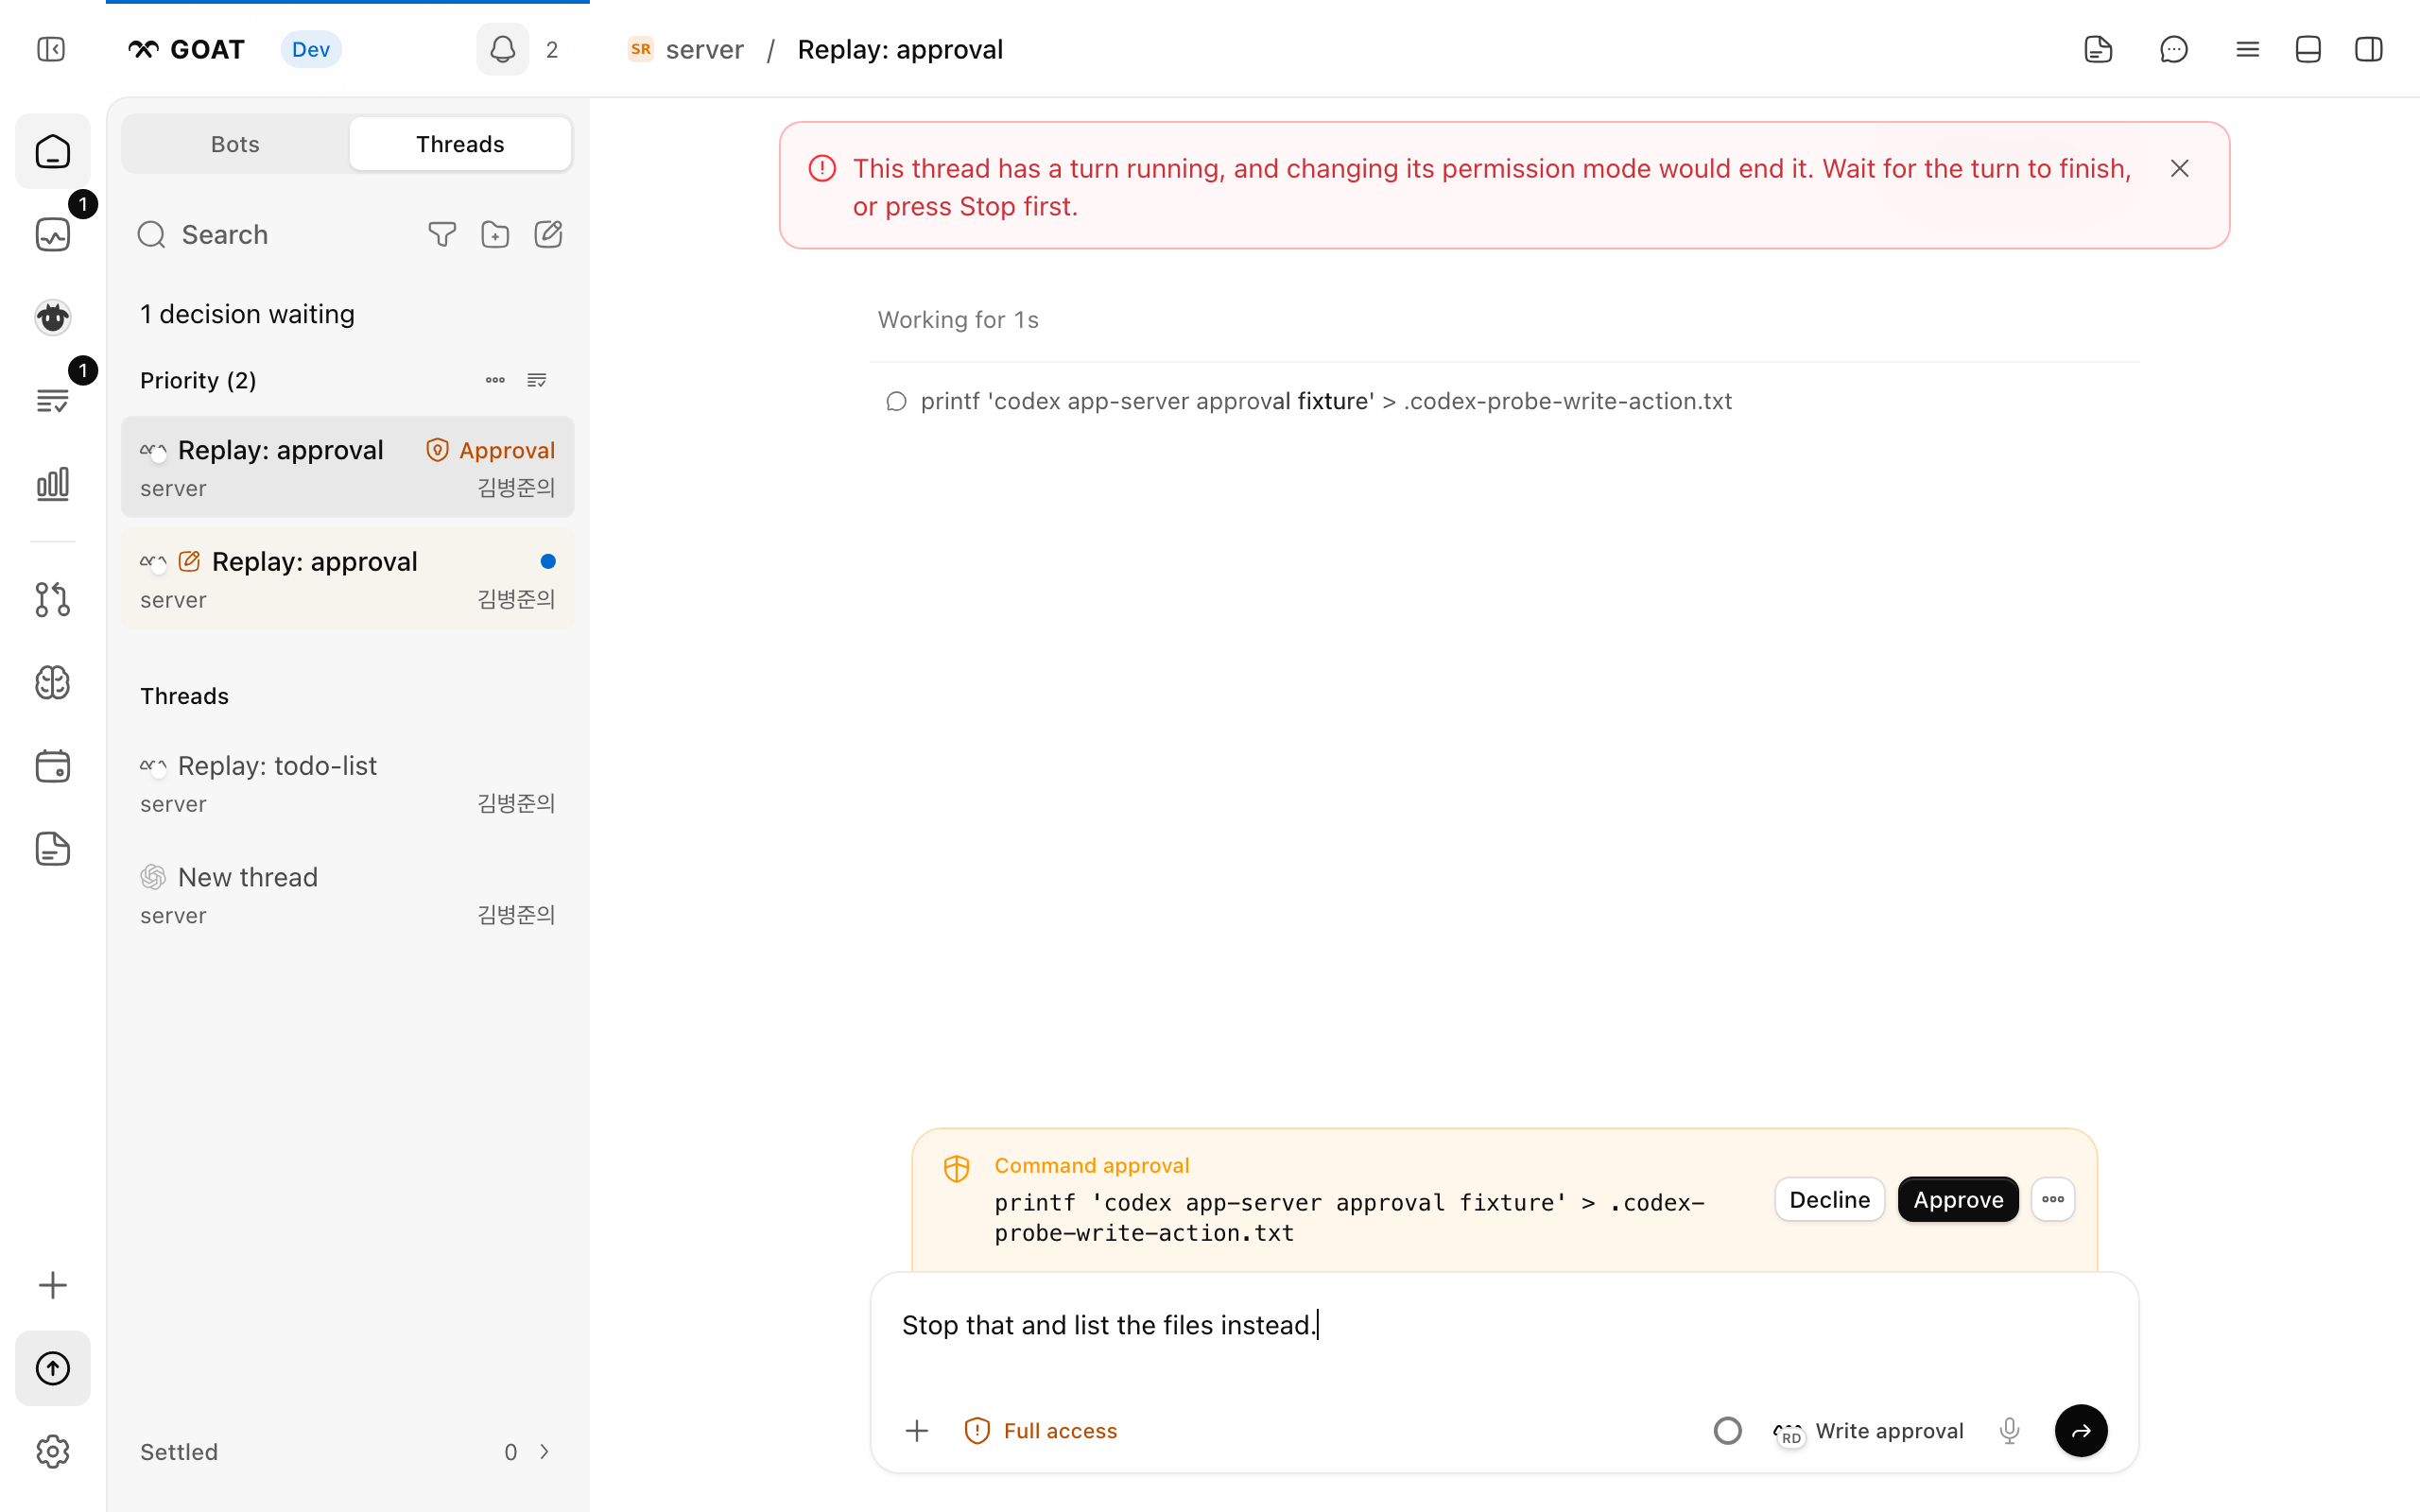 GOAT
Dev
2
SR server / Replay: approval
Bots
Threads
This thread has a turn running, and changing its permission mode would end it. Wait for the turn to finish,
or press Stop first.
1
Search
1 decision waiting
Working for 1s
1
Priority (2)
printf 'codex app-server approval fixture' > .codex-probe-write-action.txt
Replay: approval
Approval
server
김병준의
Replay: approval
server
김병준의
Threads
Replay: todo-list
server
김병준의
New thread
server
김병준의
Command approval
printf 'codex app-server approval fixture' > .codex-
probe-write-action.txt
Decline
Approve
Stop that and list the files instead.
Full access
RD
Write approval
Settled
0